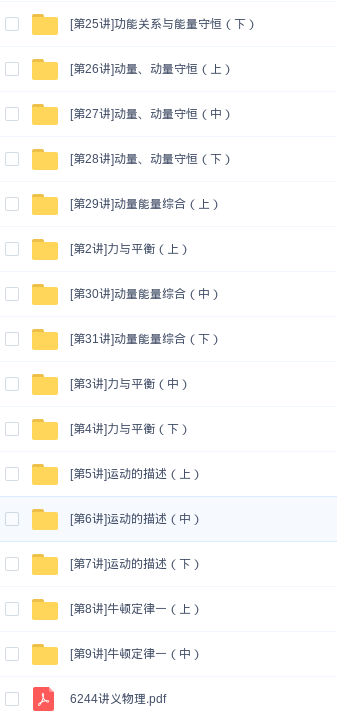 [第25讲]功能关系与能量守恒（下）
[第26讲]动量、动量守恒（上）
[第27讲]动量、动量守恒（中）
[第28讲]动量、动量守恒（下）
[第29讲]动量能量综合（上）
[第2讲]力与平衡（上）
[第30讲]动量能量综合（中）
[第31讲]动量能量综合（下）
[第3讲]力与平衡（中）
[第4讲]力与平衡（下）
[第5讲]运动的描述（上）
[第6讲]运动的描述（中）
[第7讲]运动的描述（下）
[第8讲]牛顿定律一（上）
[第9讲]牛顿定律一（中）
6244讲义物理.pdf